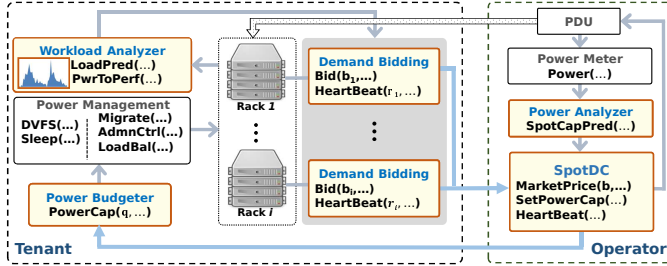 Workload Analyzer
LoadPred(...)
PwrToPerf(...)
Power Management
DVFS(...)
Sleep(...)
Migrate(...)
AdmnCtrl(...)
LoadBal(...)
Power Budgeter
PowerCap(q, ...)
Tenant
Rack 1
...
Rack i
Demand Bidding
Bid(b₁,...)
HeartBeat(r₁, ...)
...
Demand Bidding
Bid(bᵢ,...)
HeartBeat(rᵢ, ...)
PDU
Power Meter
Power(...)
Power Analyzer
SpotCapPred(...)
SpotDC
MarketPrice(b,...)
SetPowerCap(...)
HeartBeat(...)
Operator